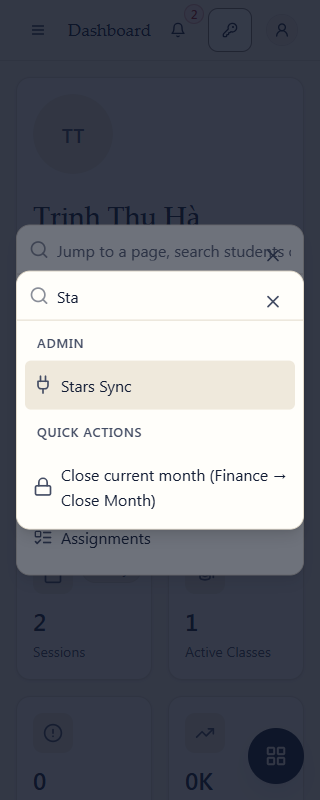 Dashboard
2
TT
Trịnh Thu Hà
Jump to a page, search students
Sta
ADMIN
Stars Sync
QUICK ACTIONS
Close current month (Finance →
Close Month)
Assignments
2
Sessions
1
Active Classes
0
0K